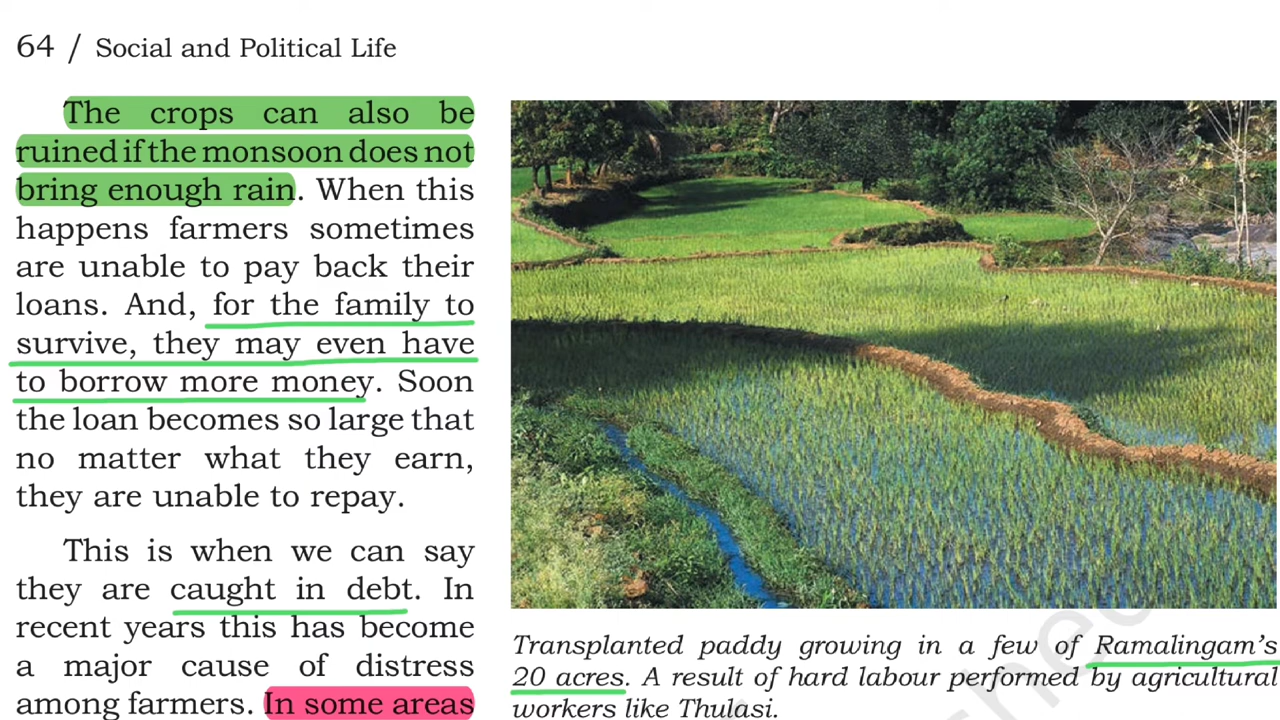 64 / Social and Political Life
The crops can also be
ruined if the monsoon does not
bring enough rain. When this
happens farmers sometimes
are unable to pay back their
loans. And, for the family to
survive, they may even have
to borrow more money. Soon
the loan becomes so large that
no matter what they earn,
they are unable to repay.
This is when we can say
they are caught in debt. In
recent years this has become
a major cause of distress
among farmers. In some areas
Transplanted paddy growing in a few of Ramalingam's
20 acres. A result of hard labour performed by agricultural
workers like Thulasi.